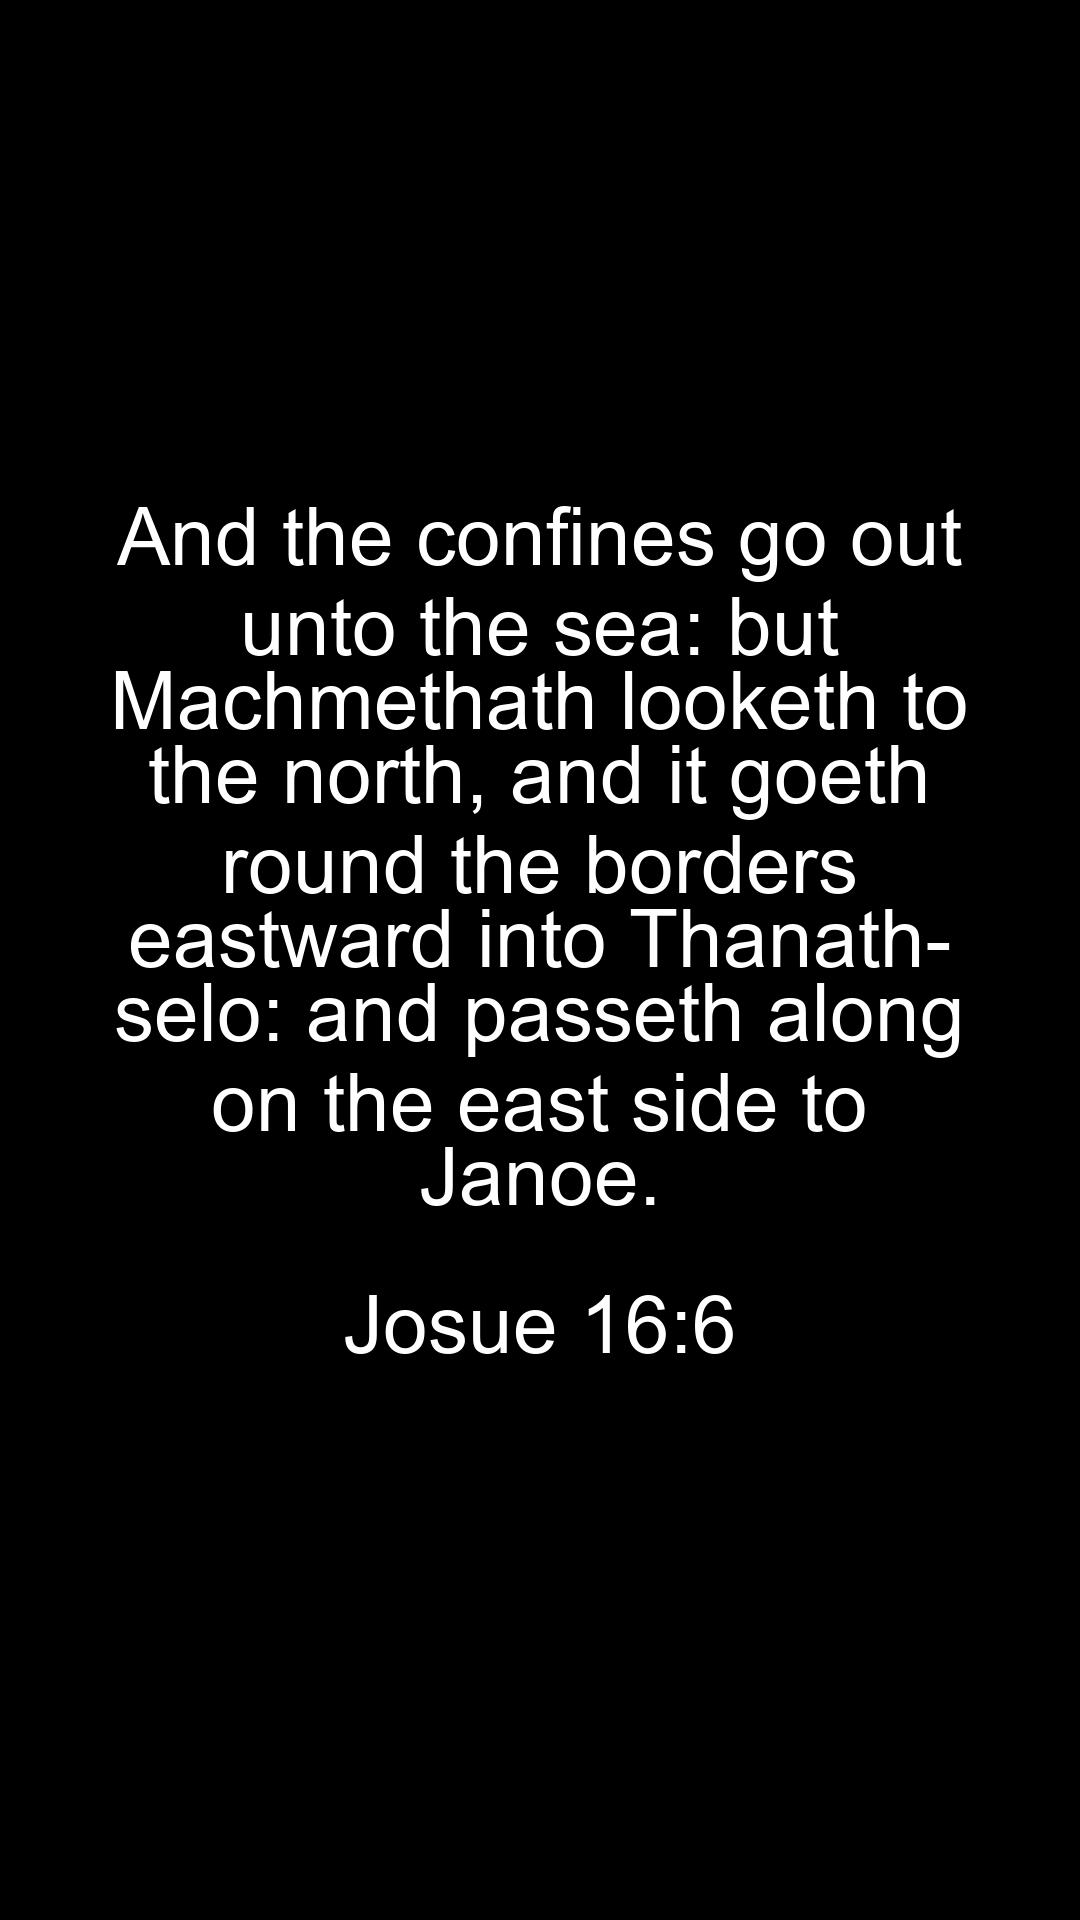 And the confines go out
unto the sea: but
Machmethath looketh to
the north, and it goeth
round the borders
eastward into Thanath-
selo: and passeth along
on the east side to
Janoe.
Josue 16:6